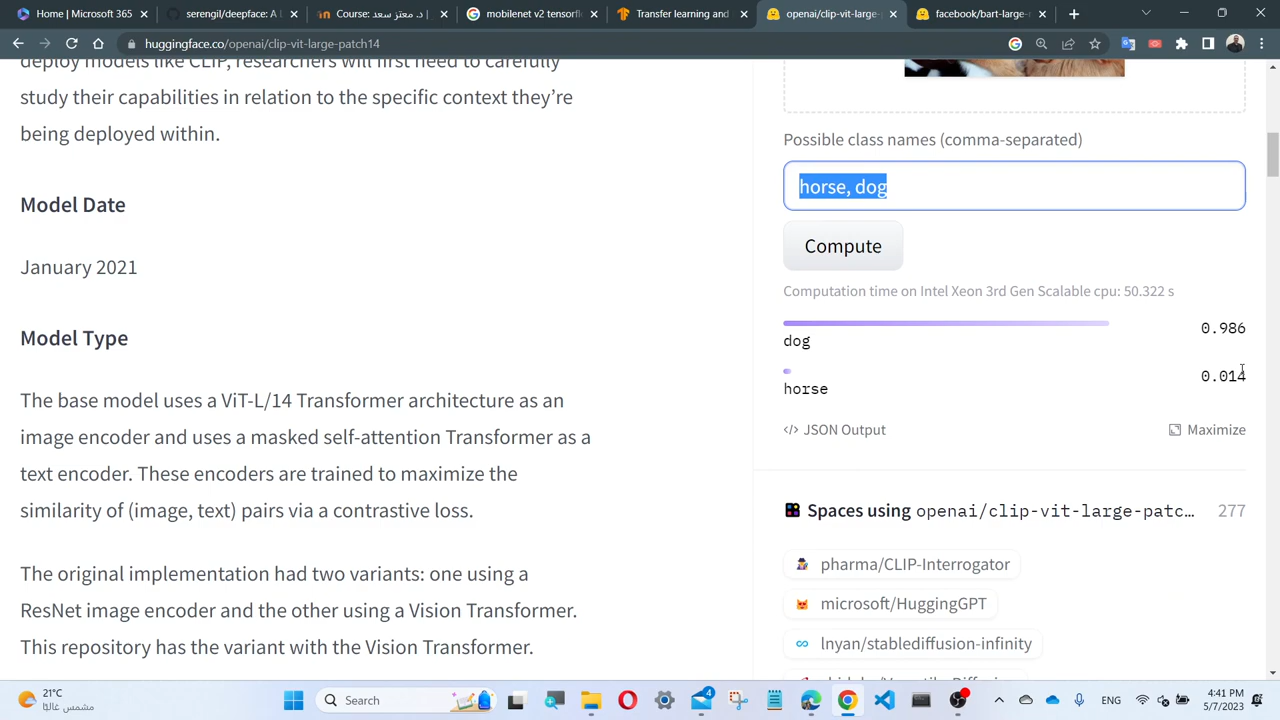 Home | Microsoft 365
serengil/deepface: A L
Course: د. معتز سعد
mobilenet v2 tensorfl
Transfer learning and
openai/clip-vit-large-
facebook/bart-large-
huggingface.co/openai/clip-vit-large-patch14
deploy models like CLIP, researchers will first need to carefully
study their capabilities in relation to the specific context they're
being deployed within.
Model Date
January 2021
Model Type
The base model uses a ViT-L/14 Transformer architecture as an
image encoder and uses a masked self-attention Transformer as a
text encoder. These encoders are trained to maximize the
similarity of (image, text) pairs via a contrastive loss.
The original implementation had two variants: one using a
ResNet image encoder and the other using a Vision Transformer.
This repository has the variant with the Vision Transformer.
Possible class names (comma-separated)
horse, dog
Compute
Computation time on Intel Xeon 3rd Gen Scalable cpu: 50.322 s
0.986
dog
0.014
horse
</> JSON Output
Maximize
Spaces using openai/clip-vit-large-patc… 277
pharma/CLIP-Interrogator
microsoft/HuggingGPT
lnyan/stablediffusion-infinity
21°C
مشمس غالبًا
Search
4
ENG
4:41 PM
5/7/2023